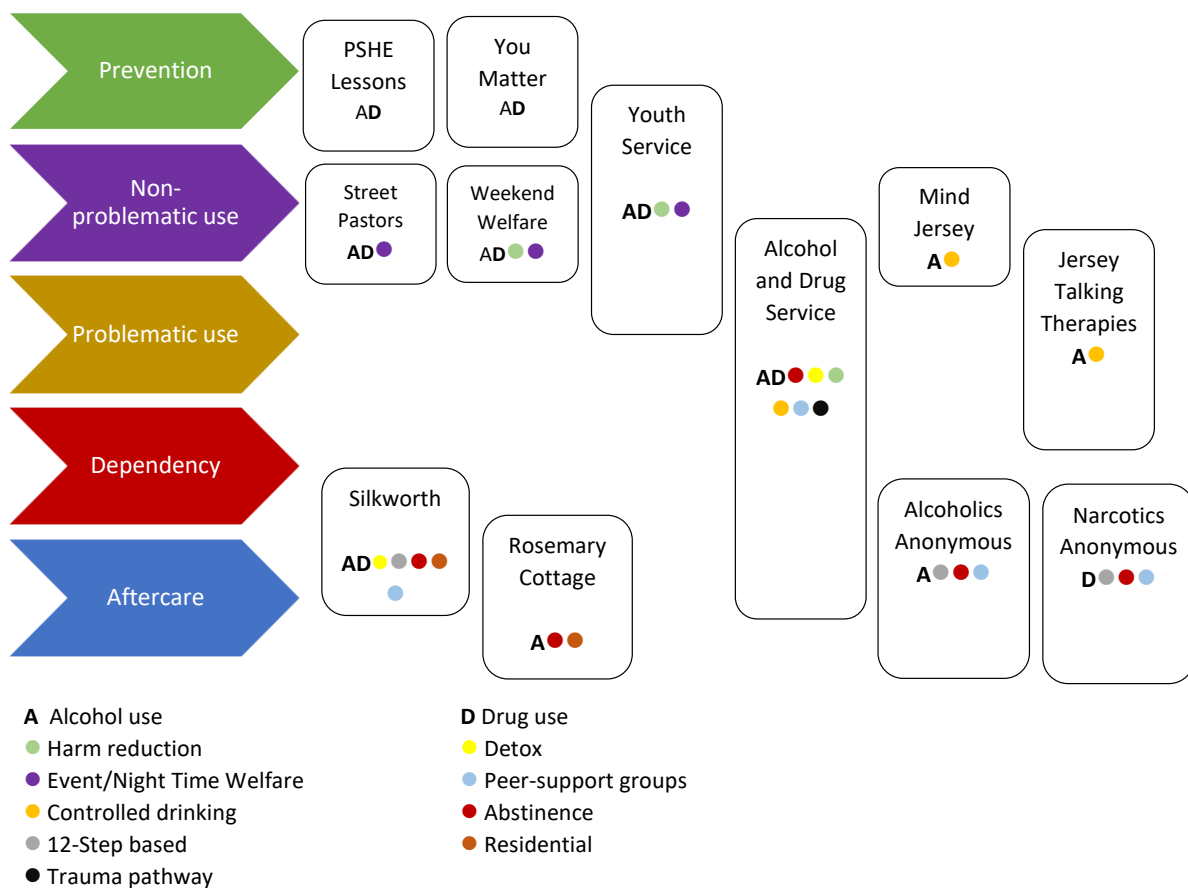 Prevention
PSHE
Lessons
AD
You
Matter
AD
Youth
Service
AD
Non-
problematic use
Street
Pastors
AD
Weekend
Welfare
AD
Alcohol
and Drug
Service
AD
Mind
Jersey
A
Jersey
Talking
Therapies
A
Problematic use
Dependency
Silkworth
AD
Rosemary
Cottage
A
Alcoholics
Anonymous
A
Narcotics
Anonymous
D
Aftercare
A Alcohol use
Harm reduction
Event/Night Time Welfare
Controlled drinking
12-Step based
Trauma pathway
D Drug use
Detox
Peer-support groups
Abstinence
Residential